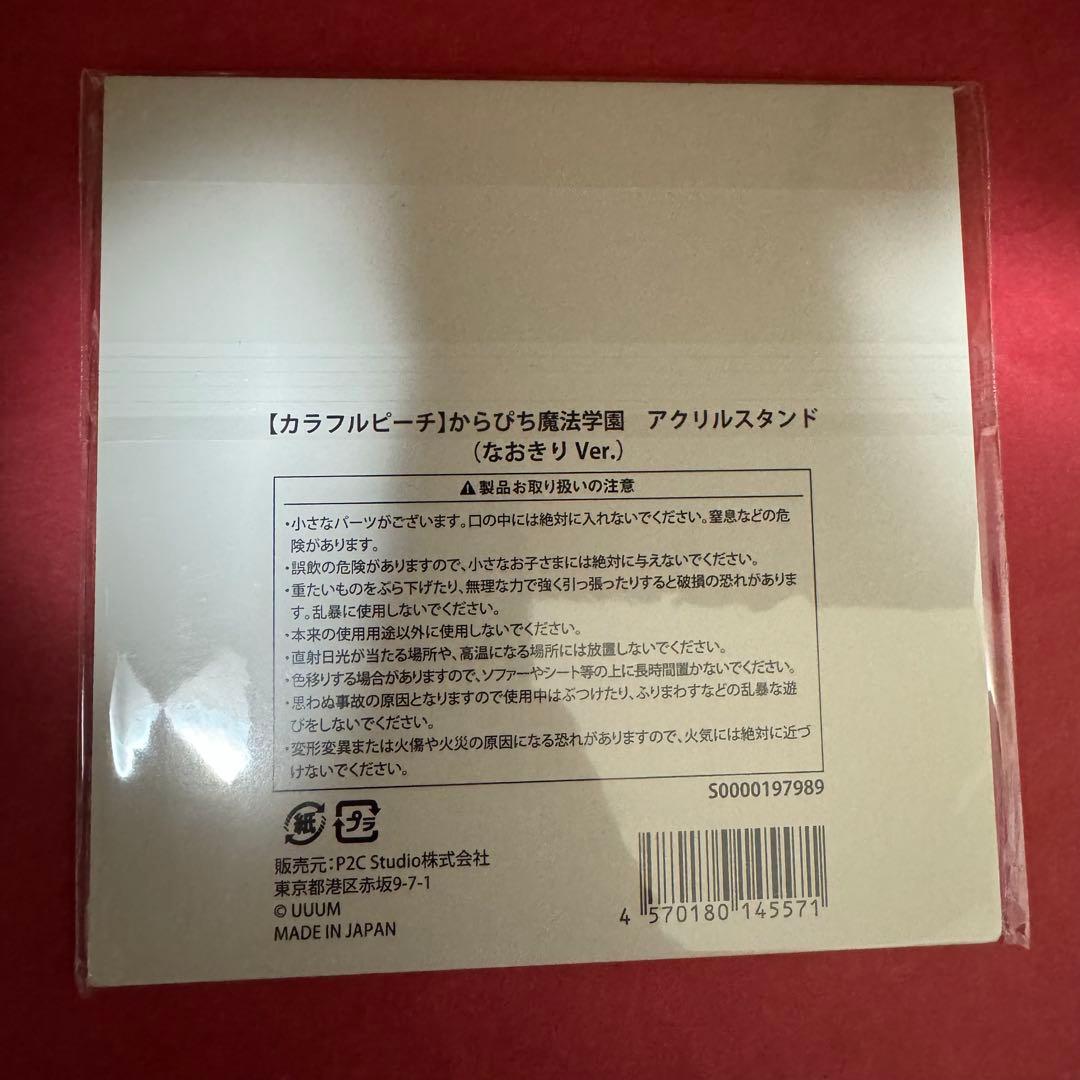 【カラフルピーチ】からぴち魔法学園　アクリルスタンド
（なおきり Ver.）
⚠製品お取り扱いの注意
・小さなパーツがございます。口の中には絶対に入れないでください。窒息などの危
険があります。
・誤飲の危険がありますので、小さなお子さまには絶対に与えないでください。
・重たいものをぶら下げたり、無理な力で強く引っ張ったりすると破損の恐れがありま
す。乱暴に使用しないでください。
・本来の使用用途以外に使用しないでください。
・直射日光が当たる場所や、高温になる場所には放置しないでください。
・色移りする場合がありますので、ソファーやシート等の上に長時間置かないでください。
・思わぬ事故の原因となりますので使用中はぶつけたり、ふりまわすなどの乱暴な遊
びをしないでください。
・変形変異または火傷や火災の原因になる恐れがありますので、火気には絶対に近づ
けないでください。
S0000197989
紙 プラ
販売元：P2C Studio株式会社
東京都港区赤坂9-7-1
© UUUM
MADE IN JAPAN
4 570180 145571